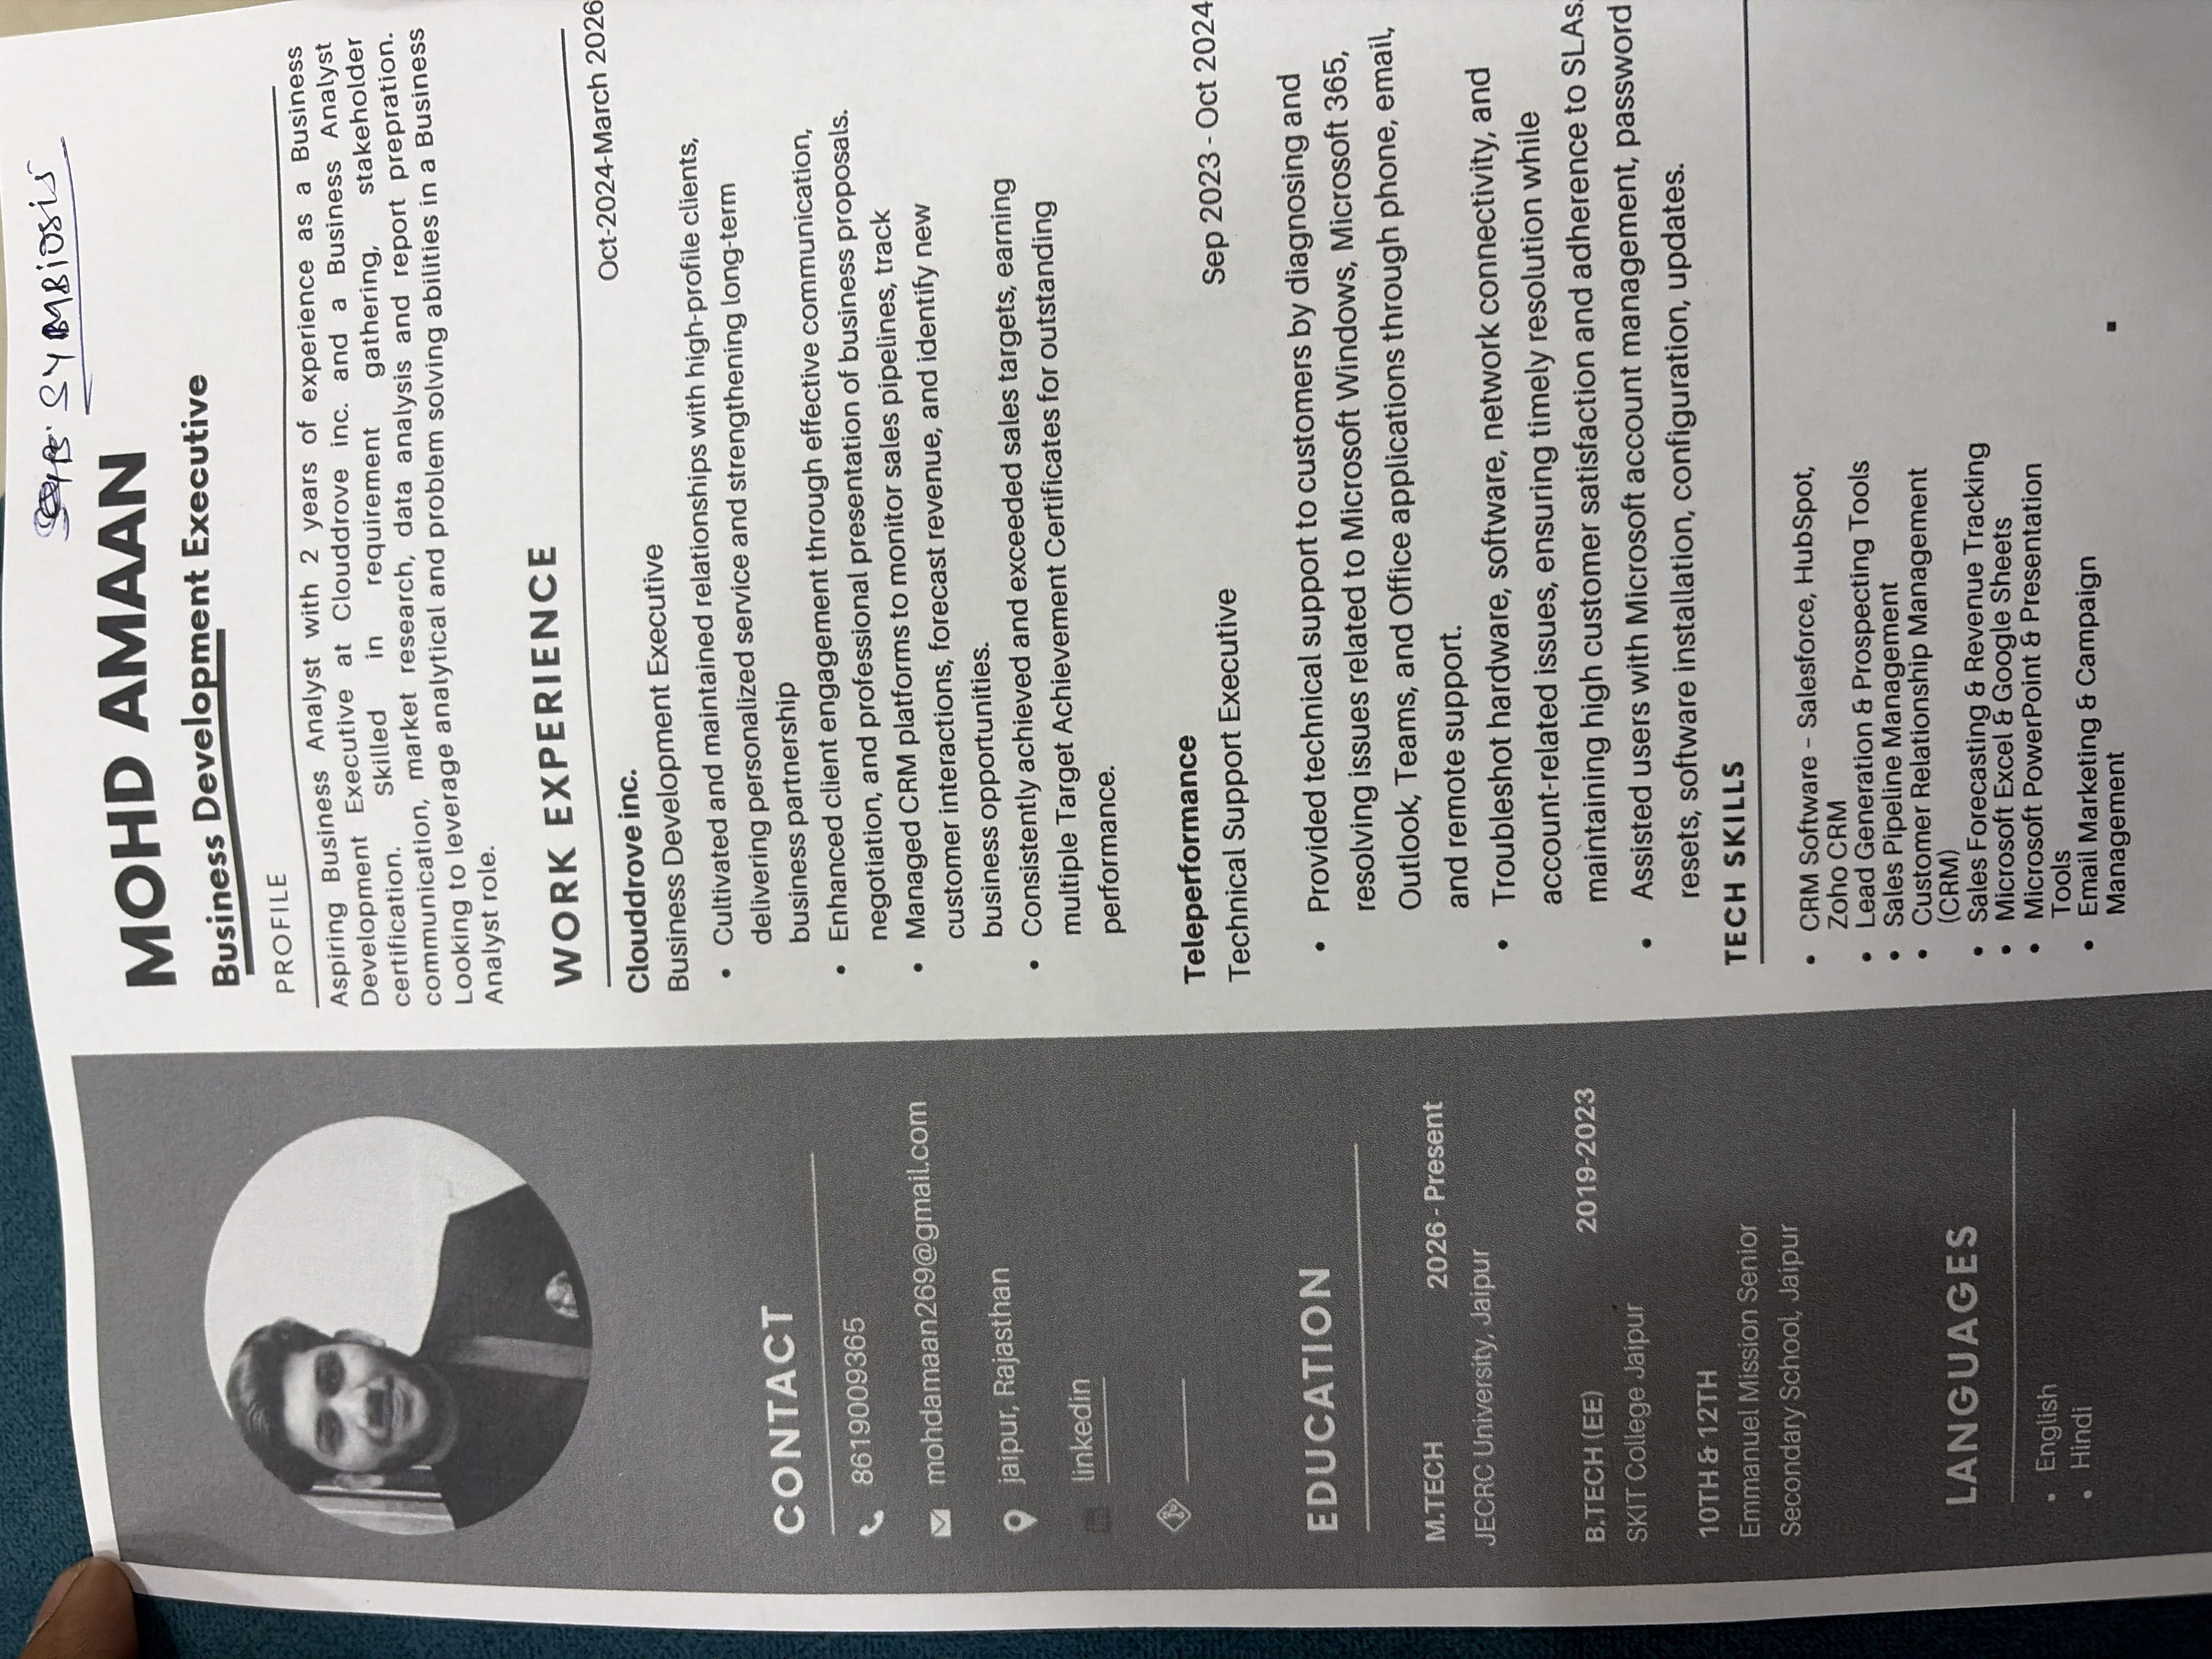 SYMBIOSIS
MOHD AMAAN
Business Development Executive
PROFILE
Aspiring Business Analyst with 2 years of experience as a Business
Development Executive at Clouddrove inc. and a Business Analyst
certification. Skilled in requirement gathering, stakeholder
communication, market research, data analysis and report prepration.
Looking to leverage analytical and problem solving abilities in a Business
Analyst role.
WORK EXPERIENCE
Oct-2024-March 2026
Clouddrove inc.
Business Development Executive
• Cultivated and maintained relationships with high-profile clients,
delivering personalized service and strengthening long-term
business partnership
• Enhanced client engagement through effective communication,
negotiation, and professional presentation of business proposals.
• Managed CRM platforms to monitor sales pipelines, track
customer interactions, forecast revenue, and identify new
business opportunities.
• Consistently achieved and exceeded sales targets, earning
multiple Target Achievement Certificates for outstanding
performance.
Teleperformance
Technical Support Executive
Sep 2023 - Oct 2024
• Provided technical support to customers by diagnosing and
resolving issues related to Microsoft Windows, Microsoft 365,
Outlook, Teams, and Office applications through phone, email,
and remote support.
• Troubleshot hardware, software, network connectivity, and
account-related issues, ensuring timely resolution while
maintaining high customer satisfaction and adherence to SLAs.
• Assisted users with Microsoft account management, password
resets, software installation, configuration, updates.
TECH SKILLS
• CRM Software – Salesforce, HubSpot,
Zoho CRM
• Lead Generation & Prospecting Tools
• Sales Pipeline Management
• Customer Relationship Management
(CRM)
• Sales Forecasting & Revenue Tracking
• Microsoft Excel & Google Sheets
• Microsoft PowerPoint & Presentation
Tools
• Email Marketing & Campaign
Management
CONTACT
8619009365
mohdamaan269@gmail.com
jaipur, Rajasthan
linkedin
EDUCATION
M.TECH 2026 - Present
JECRC University, Jaipur
B.TECH (EE) 2019-2023
SKIT College Jaipur
10TH & 12TH
Emmanuel Mission Senior
Secondary School, Jaipur
LANGUAGES
• English
• Hindi